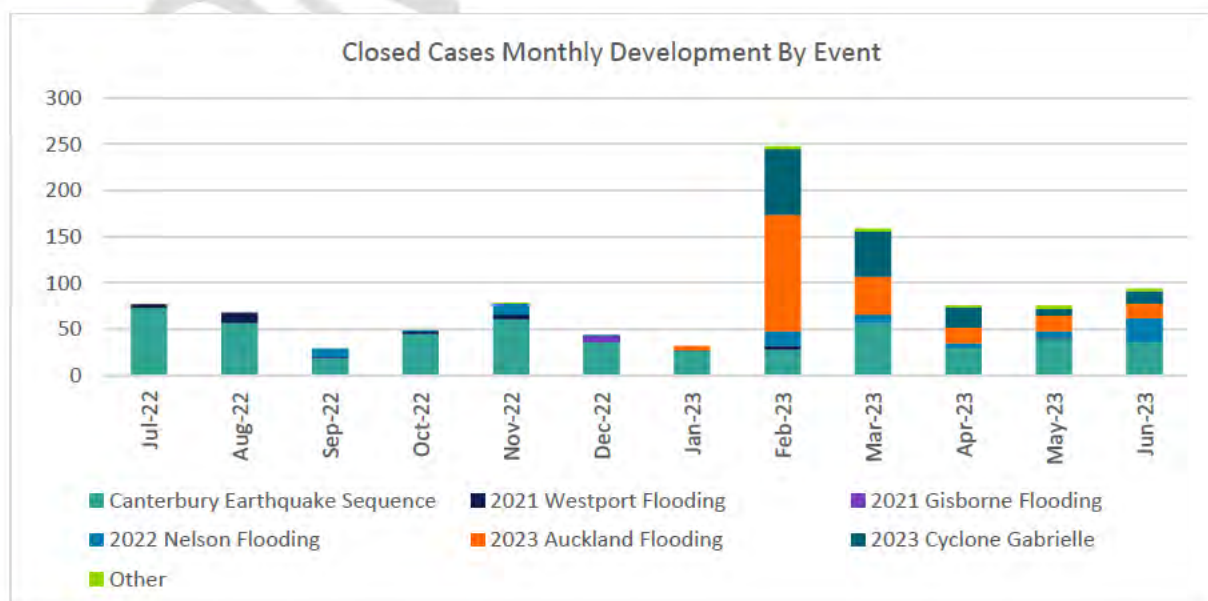 Closed Cases Monthly Development By Event
300
250
200
150
100
50
0
Jul-22
Aug-22
Sep-22
Oct-22
Nov-22
Dec-22
Jan-23
Feb-23
Mar-23
Apr-23
May-23
Jun-23
Canterbury Earthquake Sequence 2021 Westport Flooding 2021 Gisborne Flooding
2022 Nelson Flooding 2023 Auckland Flooding 2023 Cyclone Gabrielle
Other